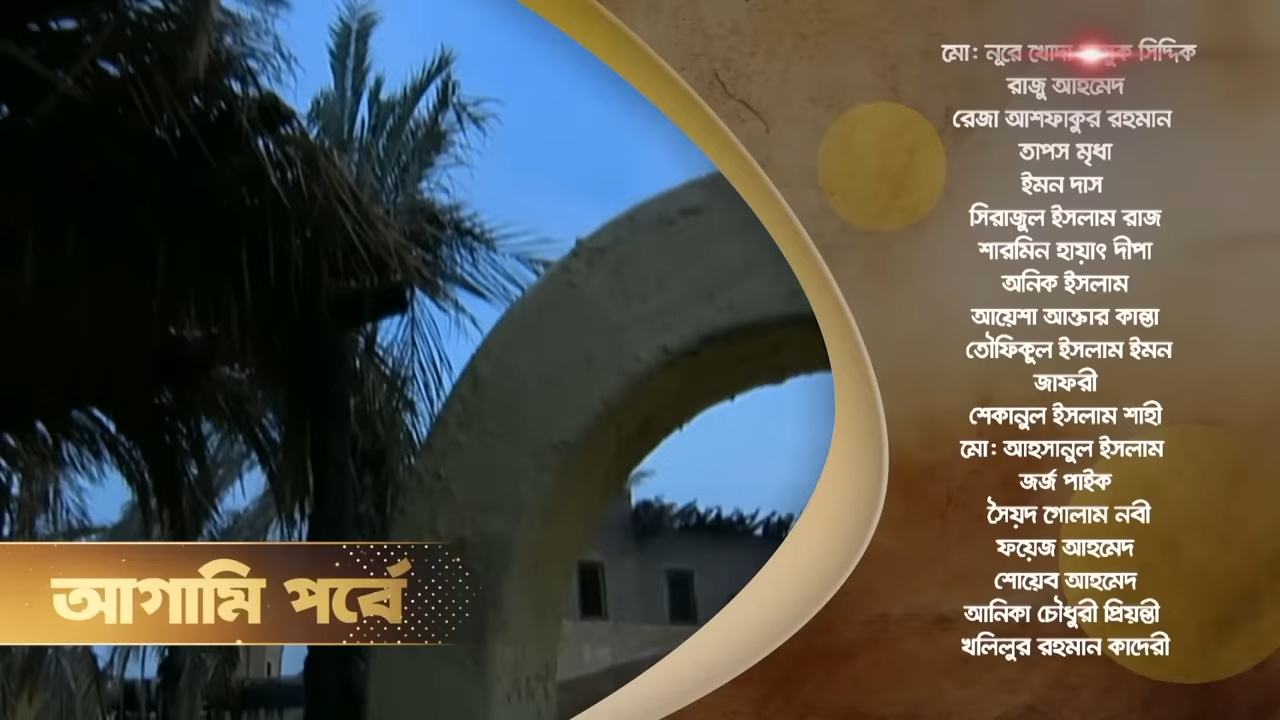 মো: নূরে খোদা সিদ্দিক
রাজু আহমেদ
রেজা আশফাকুর রহমান
তাপস মৃধা
ইমন দাস
সিরাজুল ইসলাম রাজ
শারমিন হায়াৎ দীপা
অনিক ইসলাম
আয়েশা আক্তার কান্তা
তৌফিকুল ইসলাম ইমন
জাফরী
শেকানুল ইসলাম শাহী
মো: আহসানুল ইসলাম
জর্জ পাইক
সৈয়দ গোলাম নবী
ফয়েজ আহমেদ
শোয়েব আহমেদ
আনিকা চৌধুরী প্রিয়ন্তী
খলিলুর রহমান কাদেরী
আগামি পর্বে